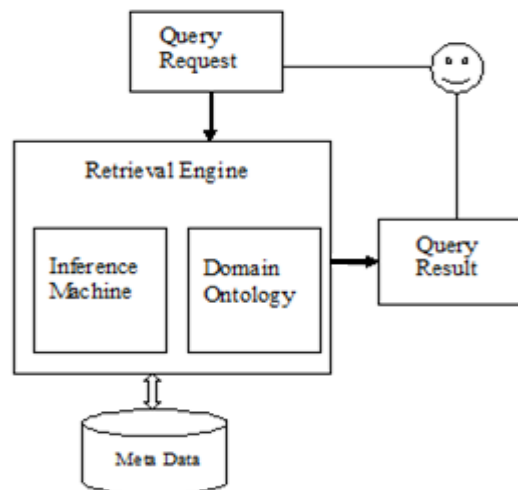 Query
Request
Retrieval Engine
Inference
Machine
Domain
Ontology
Query
Result
Meta Data